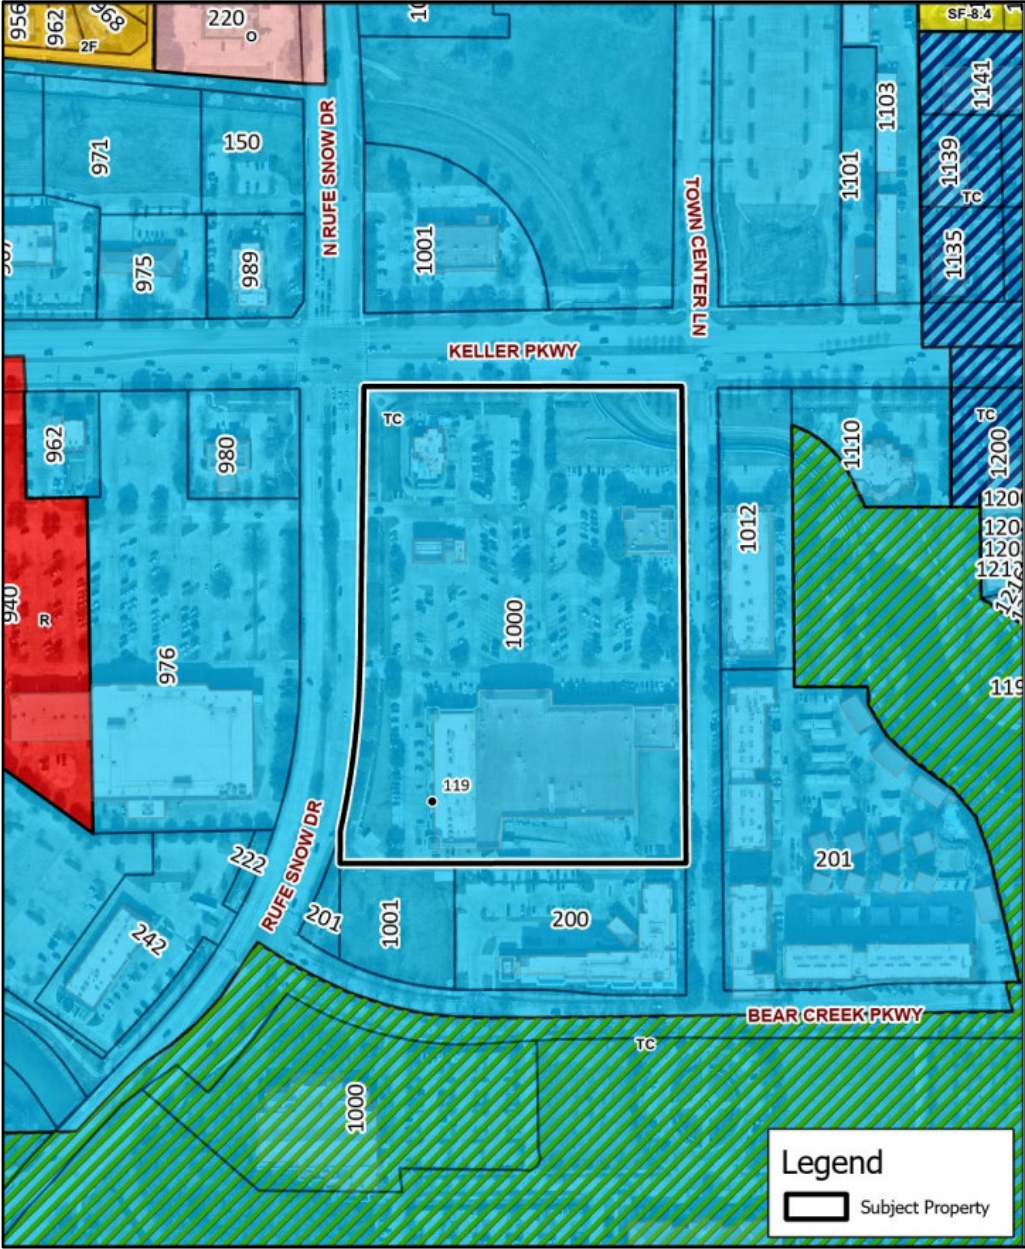 956
962
968
2F
220
O
SF-8.4
971
150
N RUFE SNOW DR
1001
TOWN CENTER LN
1101
1103
1141
1139
TC
1135
975
989
KELLER PKWY
962
980
TC
1110
TC
1200
940
R
976
1000
1012
119
119
222
RUFE SNOW DR
201
1001
200
201
242
BEAR CREEK PKWY
TC
1000
Legend
Subject Property